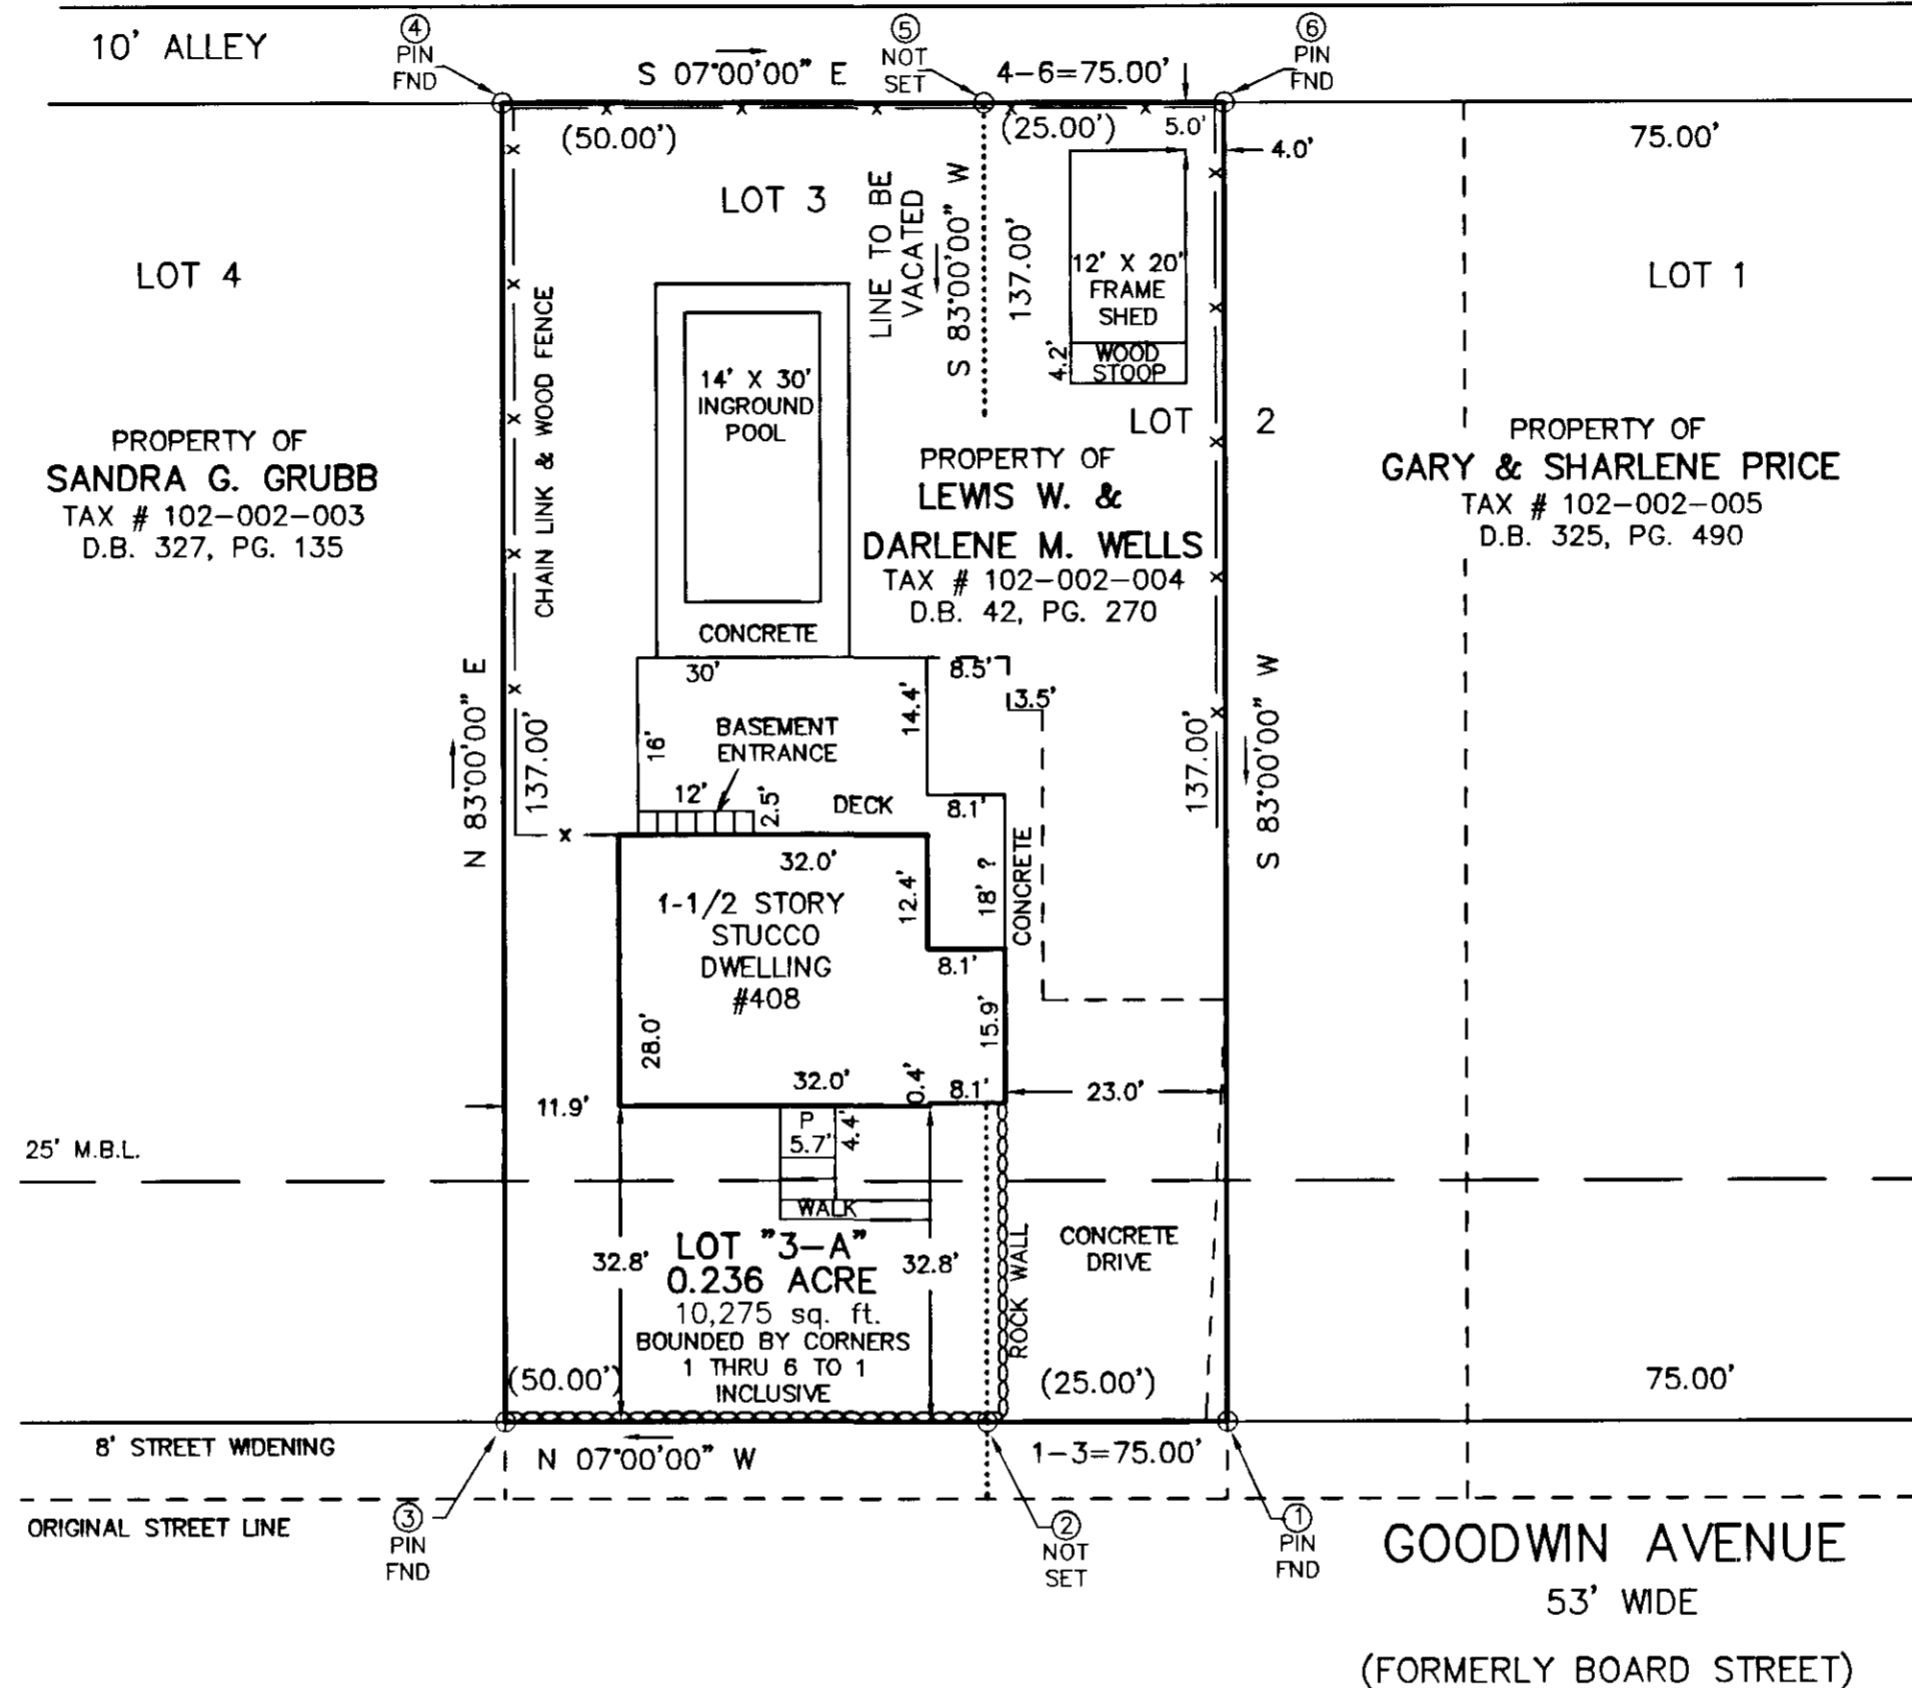 10' ALLEY
④
PIN
FND
S 07°00'00" E
⑤
NOT
SET
4-6=75.00'
⑥
PIN
FND
(50.00')
(25.00')
5.0'
4.0'
75.00'
LOT 3
LOT 4
LOT 1
LINE TO BE
VACATED
S 83°00'00" W
137.00'
12' X 20'
FRAME
SHED
WOOD
STOOP
4.2'
CHAIN LINK & WOOD FENCE
14' X 30'
INGROUND
POOL
CONCRETE
LOT 2
PROPERTY OF
SANDRA G. GRUBB
TAX # 102-002-003
D.B. 327, PG. 135
PROPERTY OF
LEWIS W. &
DARLENE M. WELLS
TAX # 102-002-004
D.B. 42, PG. 270
PROPERTY OF
GARY & SHARLENE PRICE
TAX # 102-002-005
D.B. 325, PG. 490
N 83°00'00" E
137.00'
30'
8.5'
14.4'
3.5'
16'
BASEMENT
ENTRANCE
12'
2.5'
DECK
8.1'
137.00'
S 83°00'00" W
32.0'
12.4'
18' ?
CONCRETE
1-1/2 STORY
STUCCO
DWELLING
#408
8.1'
28.0'
15.9'
32.0'
0.4'
8.1'
23.0'
11.9'
P
5.7'
4.4'
25' M.B.L.
WALK
32.8'
LOT "3-A"
0.236 ACRE
10,275 sq. ft.
BOUNDED BY CORNERS
1 THRU 6 TO 1
INCLUSIVE
32.8'
ROCK WALL
CONCRETE
DRIVE
(50.00')
(25.00')
75.00'
8' STREET WIDENING
N 07°00'00" W
1-3=75.00'
ORIGINAL STREET LINE
③
PIN
FND
②
NOT
SET
①
PIN
FND
GOODWIN AVENUE
53' WIDE
(FORMERLY BOARD STREET)